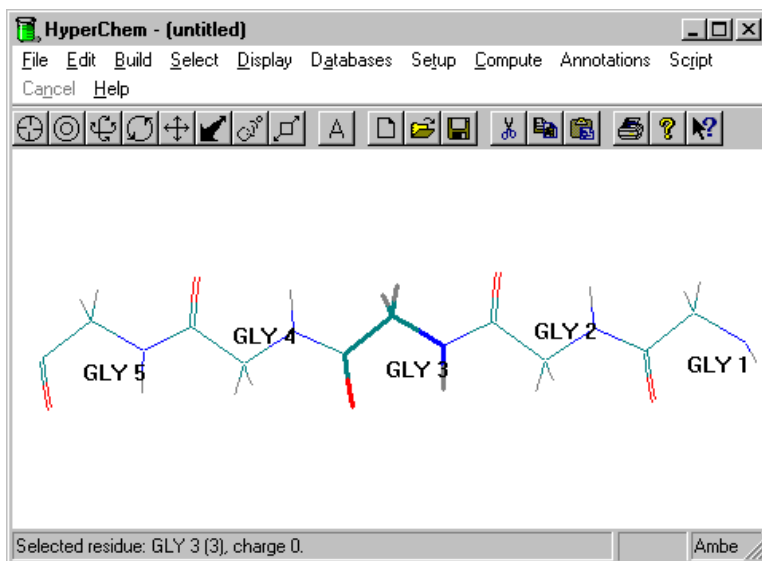 HyperChem - (untitled)
File Edit Build Select Display Databases Setup Compute Annotations Script
Cancel Help
A
GLY 5 GLY 4 GLY 3 GLY 2 GLY 1
Selected residue: GLY 3 (3), charge 0. Ambe